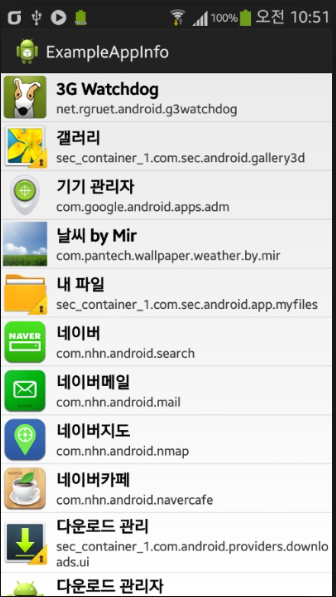 100% 오전 10:51
ExampleAppInfo
3G Watchdog
net.rgruet.android.g3watchdog
갤러리
sec_container_1.com.sec.android.gallery3d
기기 관리자
com.google.android.apps.adm
날씨 by Mir
com.pantech.wallpaper.weather.by.mir
내 파일
sec_container_1.com.sec.android.app.myfiles
NAVER
네이버
com.nhn.android.search
네이버메일
com.nhn.android.mail
네이버지도
com.nhn.android.nmap
네이버카페
com.nhn.android.navercafe
다운로드 관리
sec_container_1.com.android.providers.downlo
ads.ui
다운로드 관리자